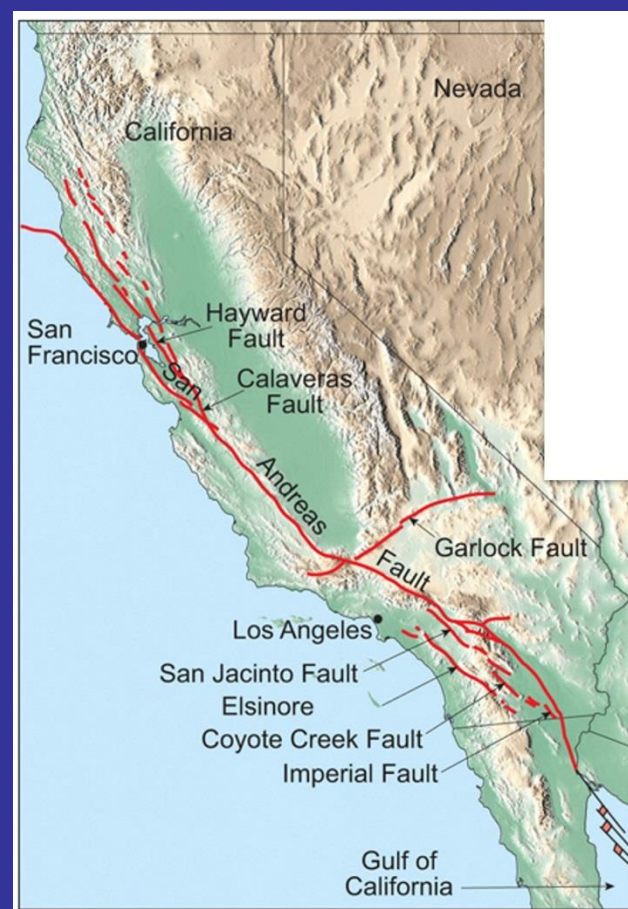 Nevada
California
Hayward
Fault
San
Francisco
San
Calaveras
Fault
Andreas
Garlock Fault
Fault
Los Angeles
San Jacinto Fault
Elsinore
Coyote Creek Fault
Imperial Fault
Gulf of
California